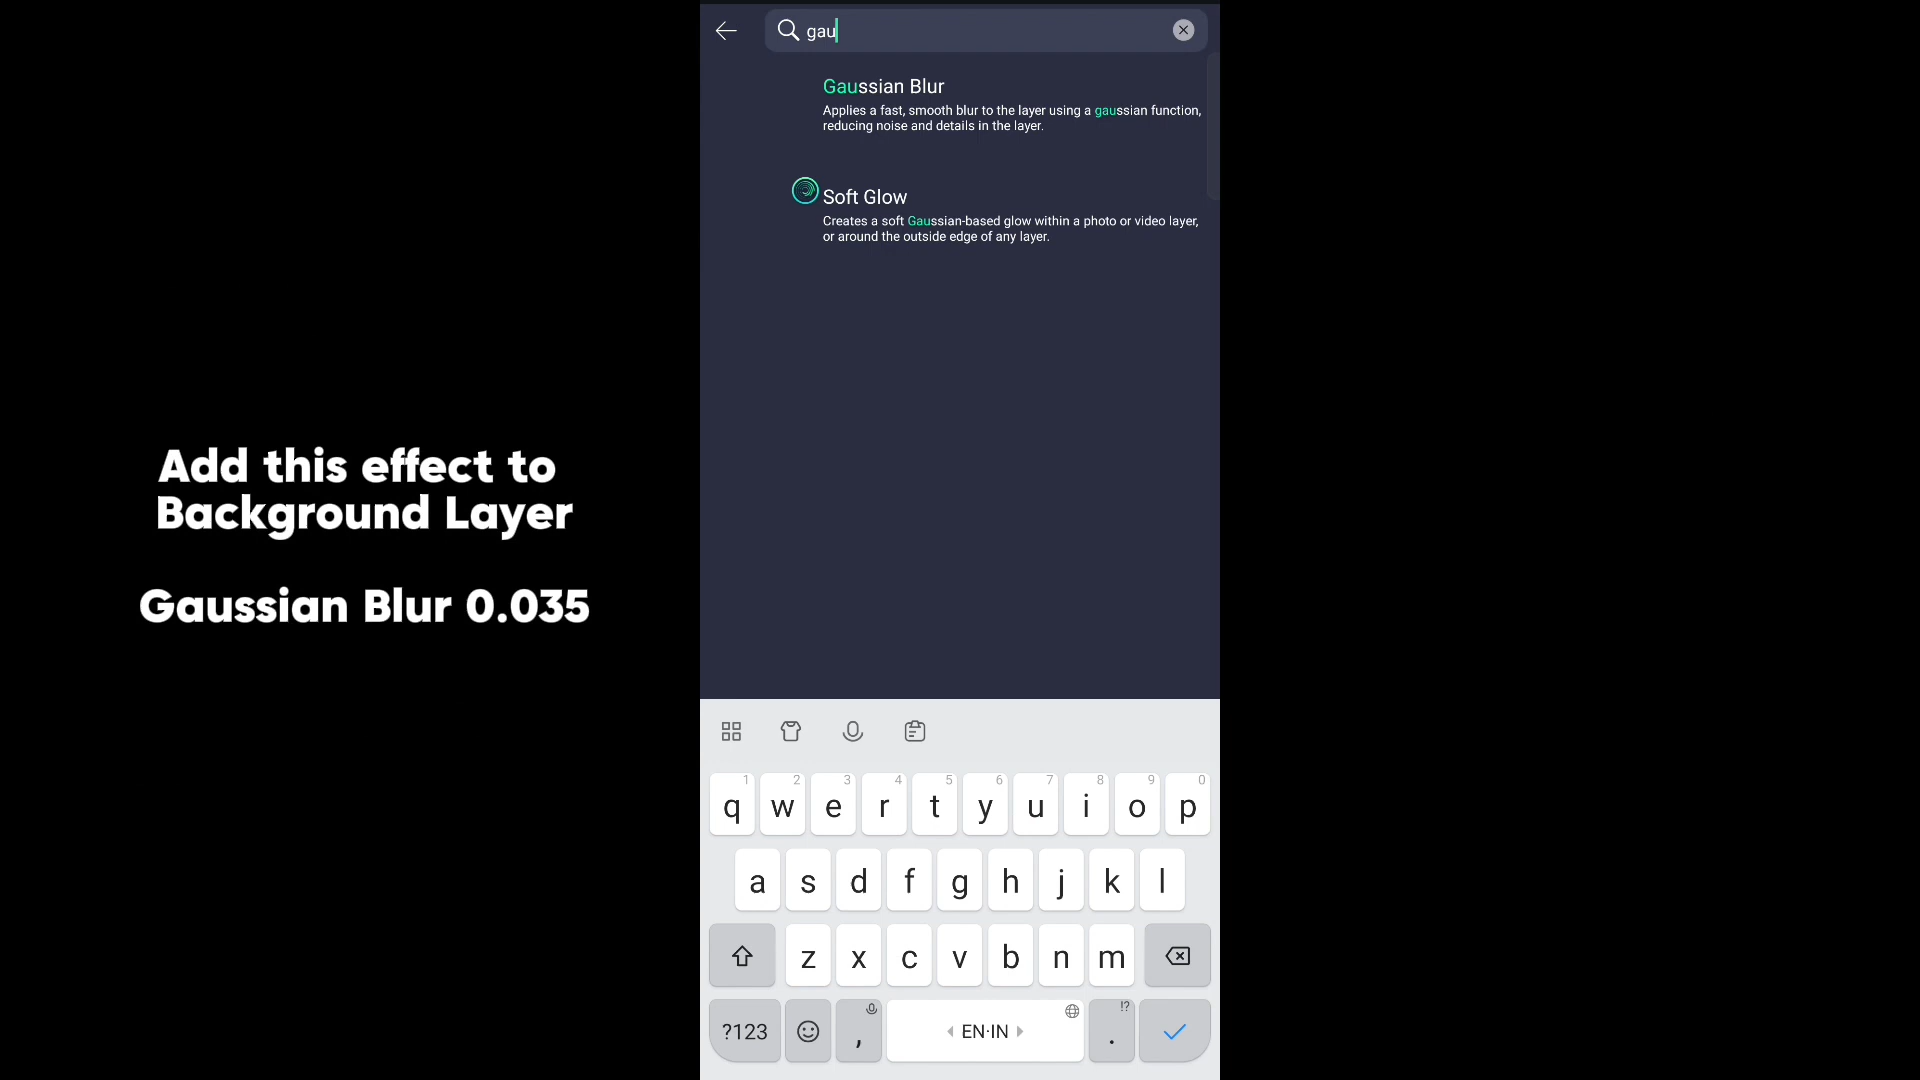 gau
Gaussian Blur
Applies a fast, smooth blur to the layer using a gaussian function,
reducing noise and details in the layer.
Soft Glow
Creates a soft Gaussian-based glow within a photo or video layer,
or around the outside edge of any layer.
Add this effect to
Background Layer
Gaussian Blur 0.035
1 2 3 4 5 6 7 8 9 0
q w e r t y u i o p
a s d f g h j k l
z x c v b n m
!?
?123 , EN·IN .